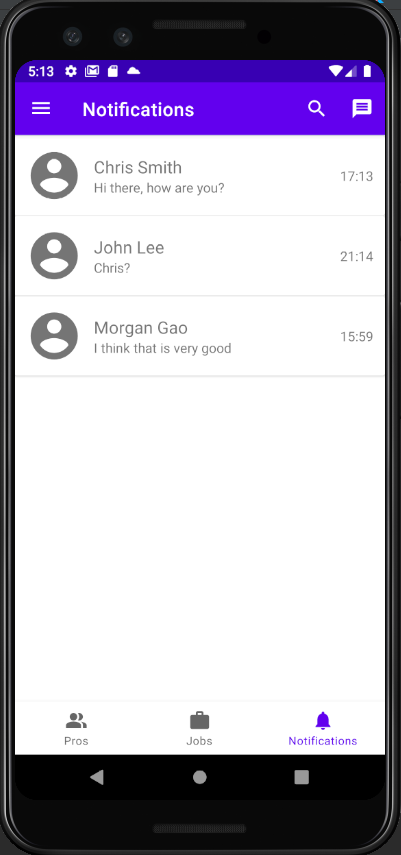 5:13
Notifications
Chris Smith
Hi there, how are you?
17:13
John Lee
Chris?
21:14
Morgan Gao
I think that is very good
15:59
Pros
Jobs
Notifications